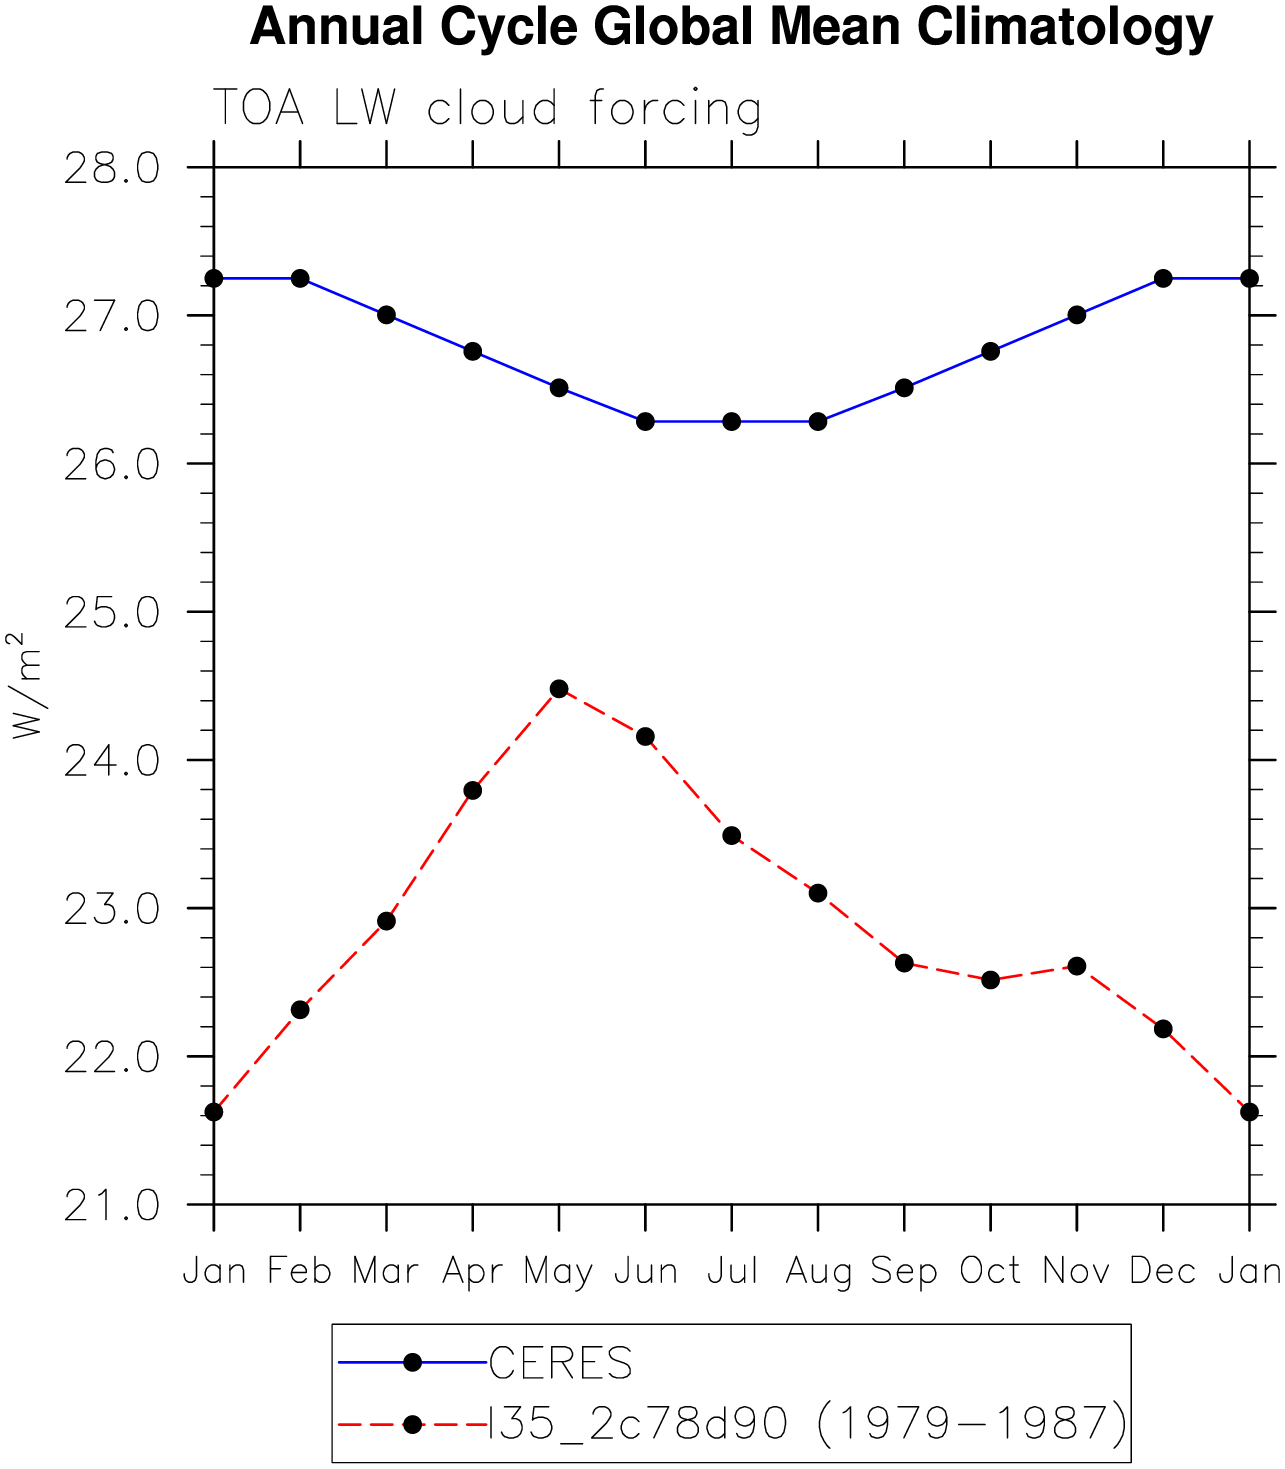 Annual Cycle Global Mean Climatology
TOA LW cloud forcing
28.0
27.0
26.0
25.0
24.0
23.0
22.0
21.0
W/m²
Jan Feb Mar Apr May Jun Jul Aug Sep Oct Nov Dec Jan
CERES
I35_2c78d90 (1979−1987)